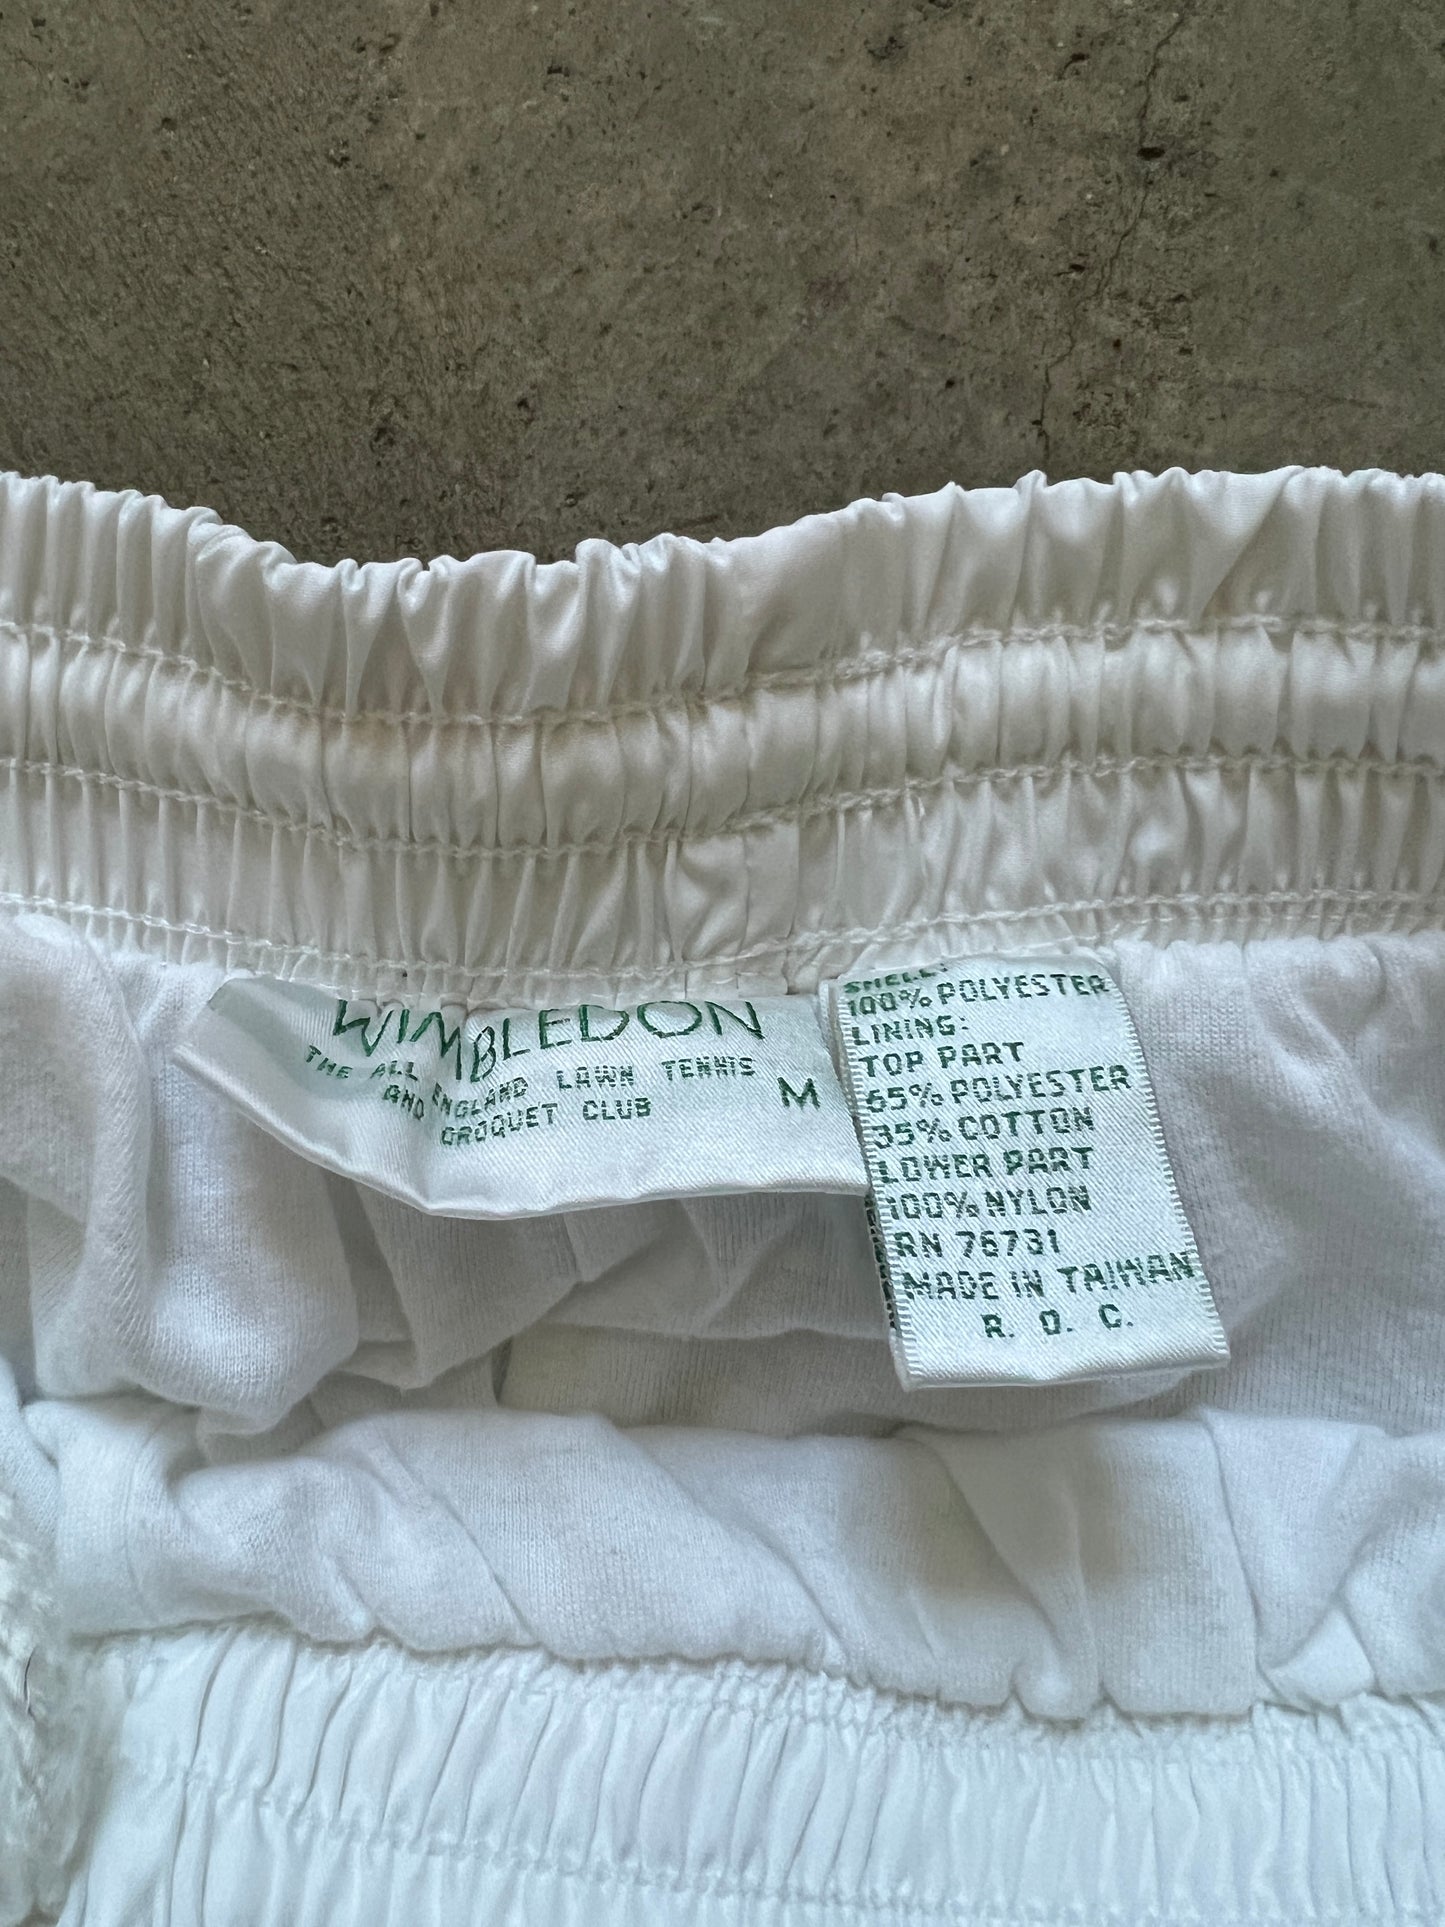 WIMBLEDON
THE ALL ENGLAND LAWN TENNIS
AND CROQUET CLUB
M
SHELL:
100% POLYESTER
LINING:
TOP PART
65% POLYESTER
35% COTTON
LOWER PART
100% NYLON
RN 76731
MADE IN TAIWAN
R. O. C.